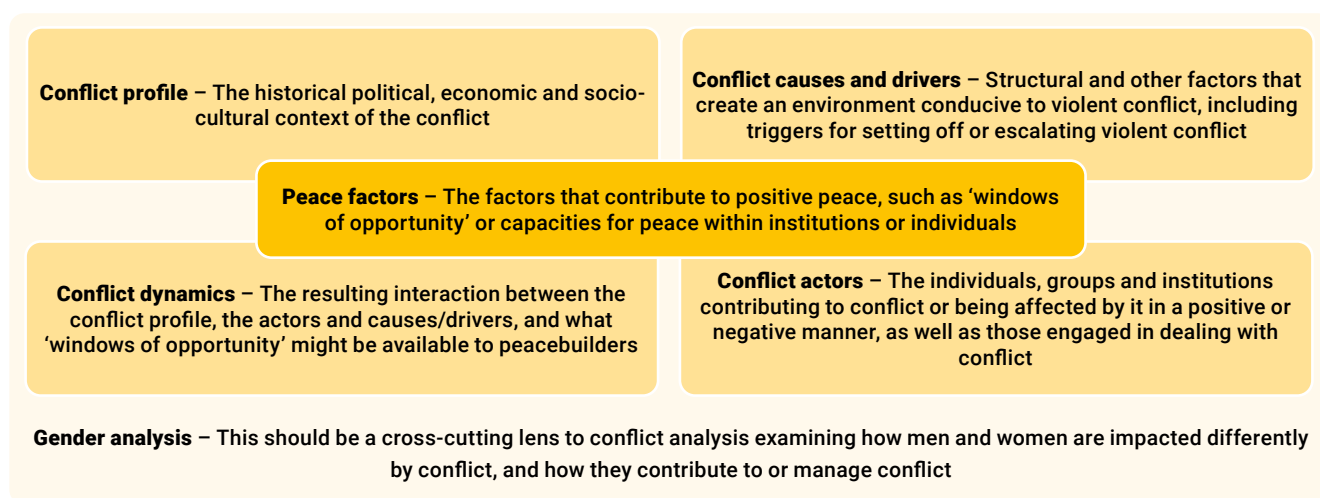 Conflict profile – The historical political, economic and socio-
cultural context of the conflict
Conflict causes and drivers – Structural and other factors that
create an environment conducive to violent conflict, including
triggers for setting off or escalating violent conflict
Peace factors – The factors that contribute to positive peace, such as ‘windows
of opportunity’ or capacities for peace within institutions or individuals
Conflict dynamics – The resulting interaction between the
conflict profile, the actors and causes/drivers, and what
‘windows of opportunity’ might be available to peacebuilders
Conflict actors – The individuals, groups and institutions
contributing to conflict or being affected by it in a positive or
negative manner, as well as those engaged in dealing with
conflict
Gender analysis – This should be a cross-cutting lens to conflict analysis examining how men and women are impacted differently
by conflict, and how they contribute to or manage conflict